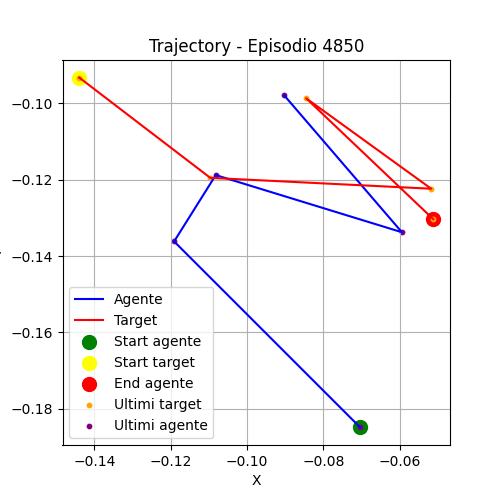 Trajectory - Episodio 4850
−0.10
−0.12
−0.14
−0.16
−0.18
Agente
Target
Start agente
Start target
End agente
Ultimi target
Ultimi agente
−0.14 −0.12 −0.10 −0.08 −0.06
X